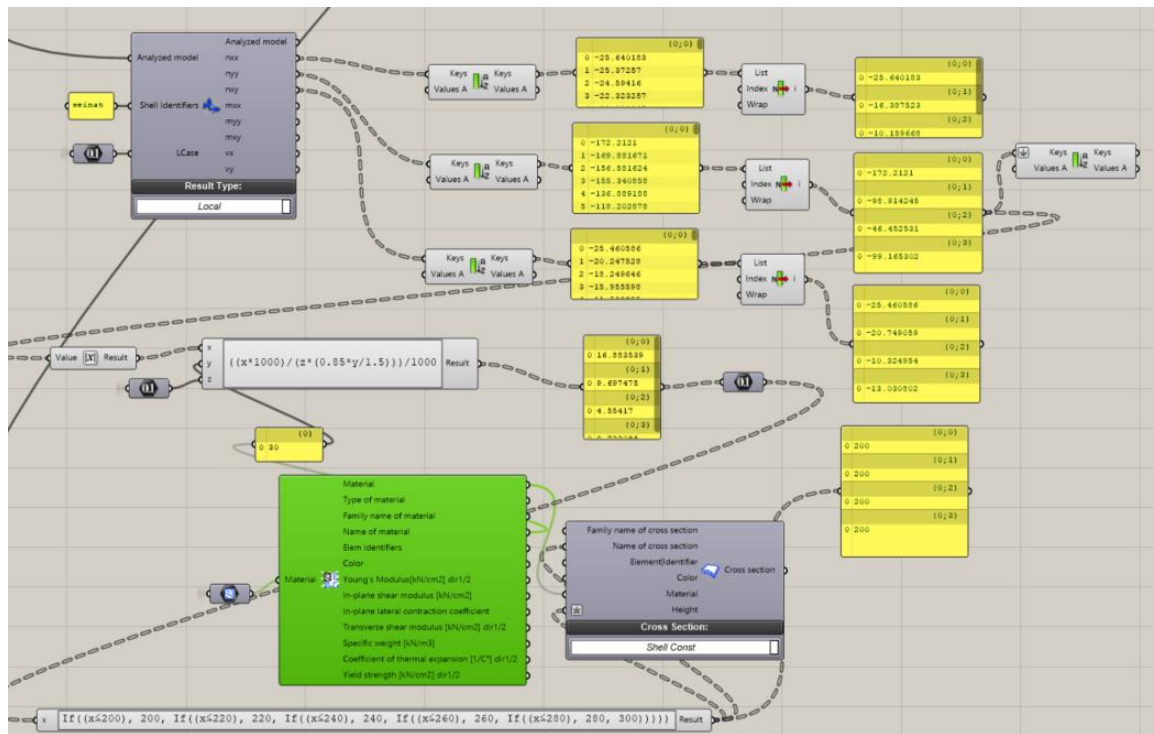 Analyzed model
Analyzed model
nxx
nyy
nxy
Shell Identifiers
mxx
myy
mxy
LCase
vx
vy
Result Type:
Local
seinat
Keys Keys
Values A Values A
{0;0}
0 -25.640183
1 -25.37257
2 -24.59416
3 -22.323257
List
Index i
Wrap
{0;0}
0 -25.640183
{0;1}
0 -16.387523
{0;2}
0 -10.159668
Keys Keys
Values A Values A
{0;0}
0 -172.2121
1 -169.881671
2 -156.881624
3 -155.340858
4 -136.889188
5 -118.202878
List
Index i
Wrap
{0;0}
0 -172.2121
{0;1}
0 -98.914245
{0;2}
0 -46.452531
{0;3}
0 -99.165302
Keys Keys
Values A Values A
Keys Keys
Values A Values A
{0;0}
0 -25.460586
1 -20.247528
2 -18.249646
3 -15.955898
List
Index i
Wrap
{0;0}
0 -25.460586
{0;1}
0 -20.749059
{0;2}
0 -10.324954
{0;3}
0 -13.030802
Value |X| Result
x
y
z
((x*1000)/(z*(0.85*y/1.5)))/1000
Result
{0;0}
0 16.883539
{0;1}
0 9.697475
{0;2}
0 4.55417
{0;3}
{0}
0 30
{0;0}
0 200
{0;1}
0 200
{0;2}
0 200
{0;3}
0 200
Material
Type of material
Family name of material
Name of material
Elem identifiers
Color
Material
Young's Modulus[kN/cm2] dir1/2
In-plane shear modulus [kN/cm2]
In-plane lateral contraction coefficient
Transverse shear modulus [kN/cm2] dir1/2
Specific weight [kN/m3]
Coefficient of thermal expansion [1/C°] dir1/2
Yield strength [kN/cm2] dir1/2
Family name of cross section
Name of cross section
Element|Identifier
Color
Material
Height
Cross section
Cross Section:
Shell Const
x
If((x≤200), 200, If((x≤220), 220, If((x≤240), 240, If((x≤260), 260, If((x≤280), 280, 300)))))
Result